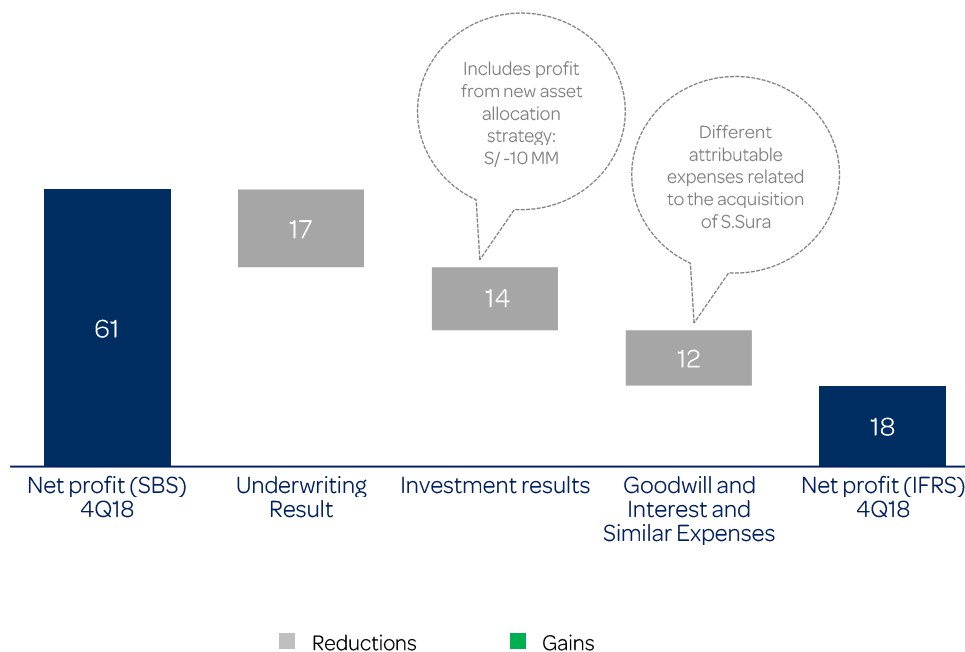 Includes profit
from new asset
allocation
strategy:
S/ -10 MM
Different
attributable
expenses related
to the acquisition
of S.Sura
61
17
14
12
18
Net profit (SBS)
4Q18
Underwriting
Result
Investment results
Goodwill and
Interest and
Similar Expenses
Net profit (IFRS)
4Q18
Reductions
Gains